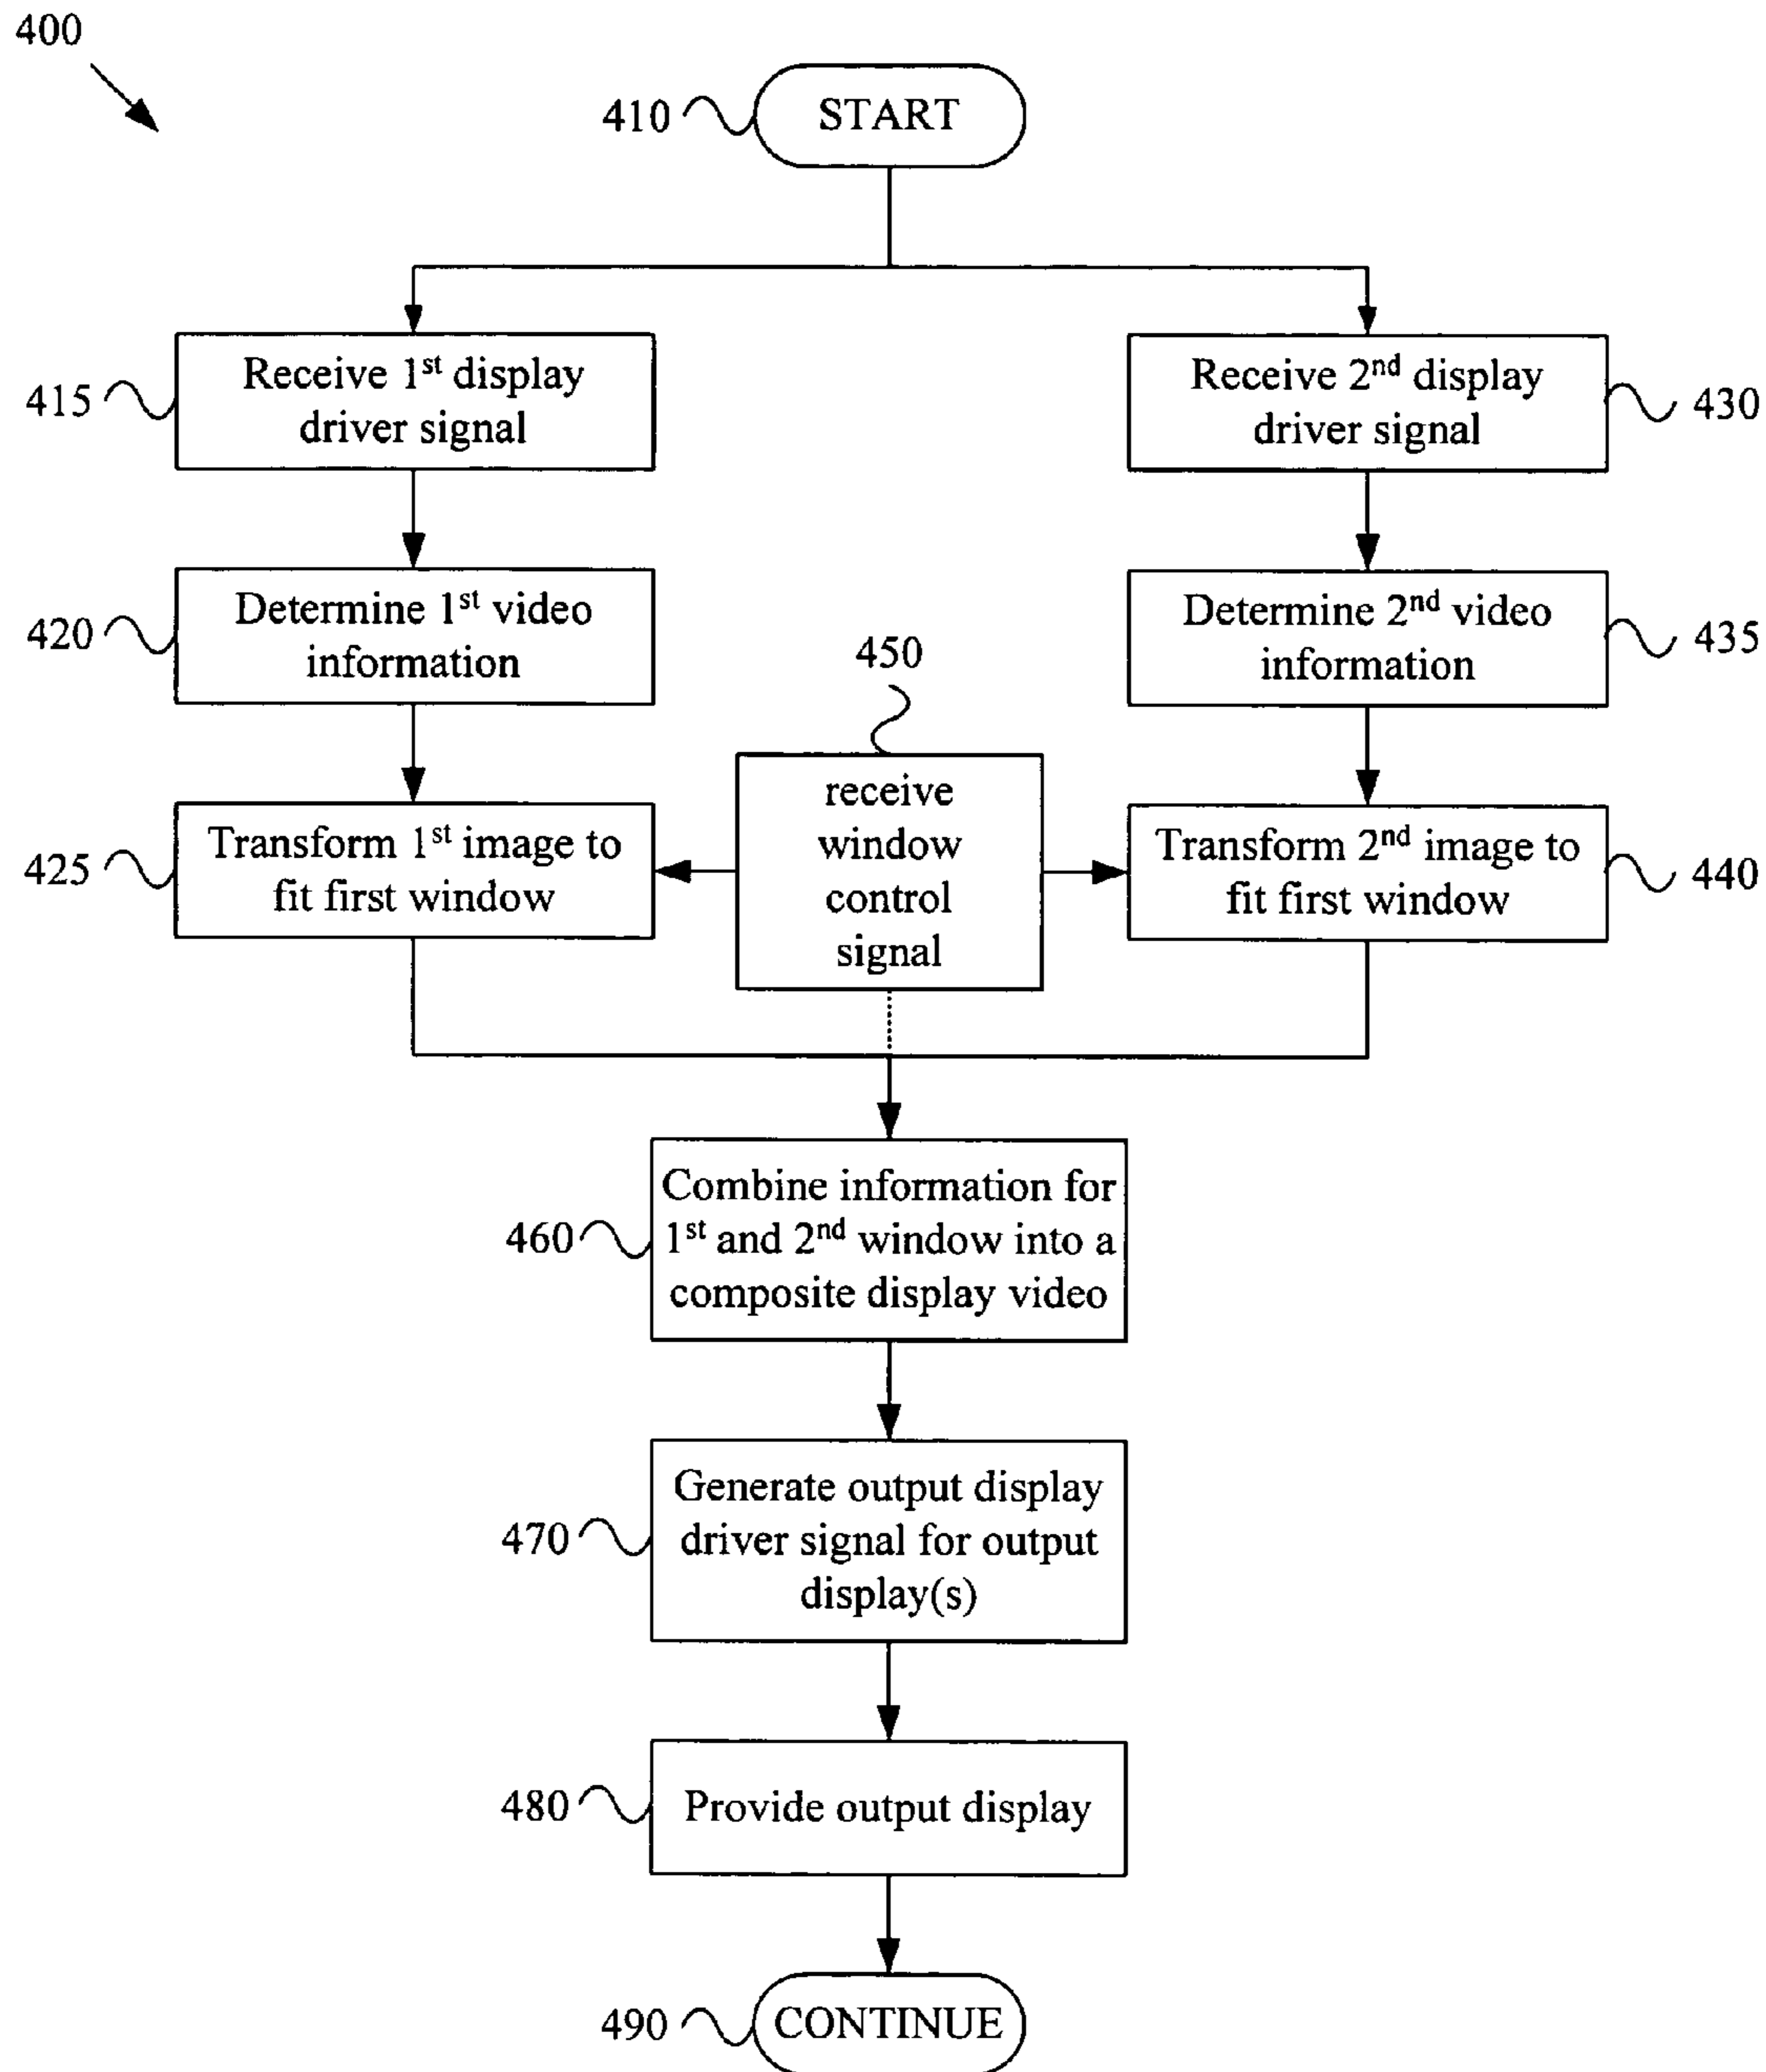 400
410
START
Receive 1st display
driver signal
415
Receive 2nd display
driver signal
430
Determine 1st video
information
420
Determine 2nd video
information
435
450
receive
window
control
signal
Transform 1st image to
fit first window
425
Transform 2nd image to
fit first window
440
Combine information for
1st and 2nd window into a
composite display video
460
Generate output display
driver signal for output
display(s)
470
480
Provide output display
490
CONTINUE